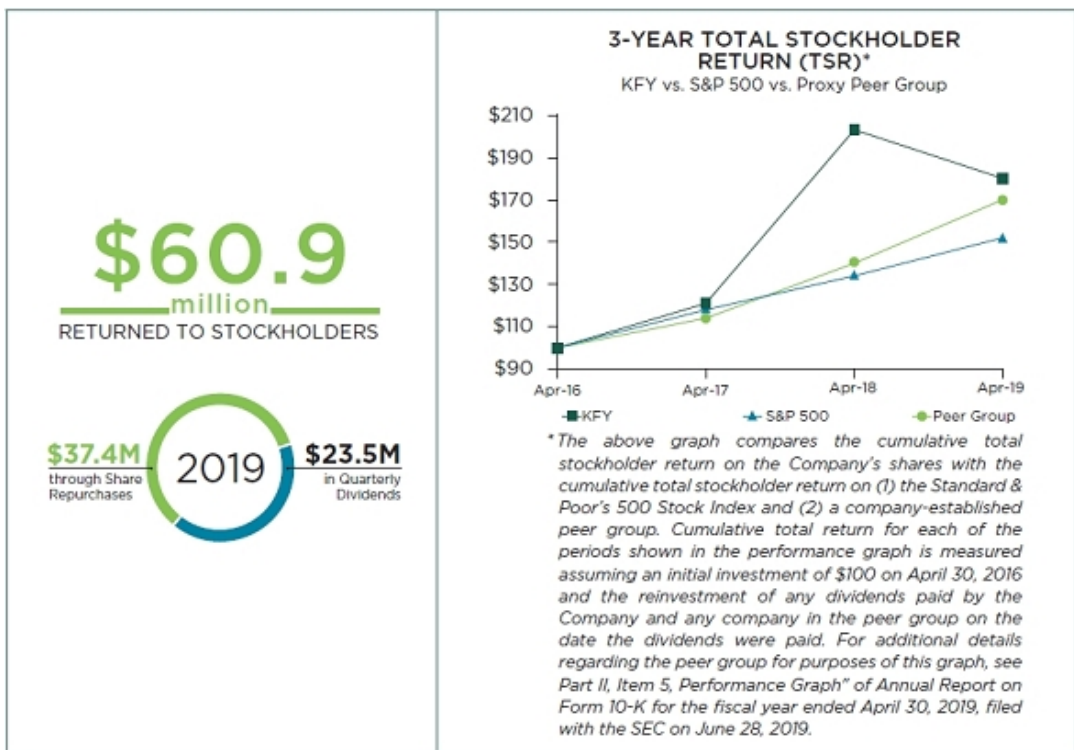 $60.9
million
RETURNED TO STOCKHOLDERS
$37.4M
through Share
Repurchases
2019
$23.5M
in Quarterly
Dividends
3-YEAR TOTAL STOCKHOLDER
RETURN (TSR)*
KFY vs. S&P 500 vs. Proxy Peer Group
$210
$190
$170
$150
$130
$110
$90
Apr-16 Apr-17 Apr-18 Apr-19
KFY S&P 500 Peer Group
*The above graph compares the cumulative total
stockholder return on the Company's shares with the
cumulative total stockholder return on (1) the Standard &
Poor's 500 Stock Index and (2) a company-established
peer group. Cumulative total return for each of the
periods shown in the performance graph is measured
assuming an initial investment of $100 on April 30, 2016
and the reinvestment of any dividends paid by the
Company and any company in the peer group on the
date the dividends were paid. For additional details
regarding the peer group for purposes of this graph, see
Part II, Item 5, Performance Graph" of Annual Report on
Form 10-K for the fiscal year ended April 30, 2019, filed
with the SEC on June 28, 2019.